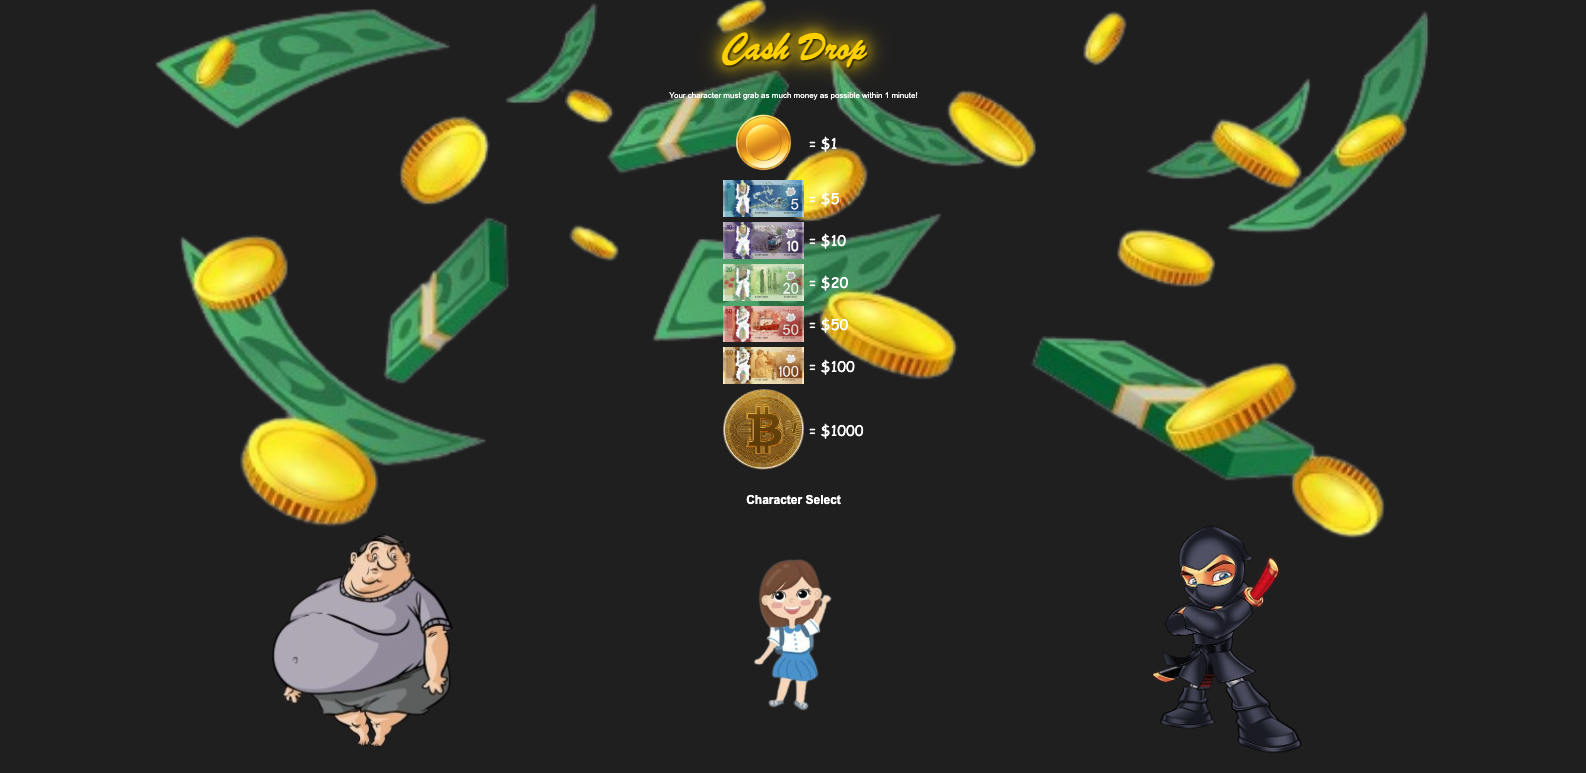 Cash Drop
Your character must grab as much money as possible within 1 minute!
= $1
5 = $5
10 = $10
20 = $20
50 = $50
100 = $100
B = $1000
Character Select